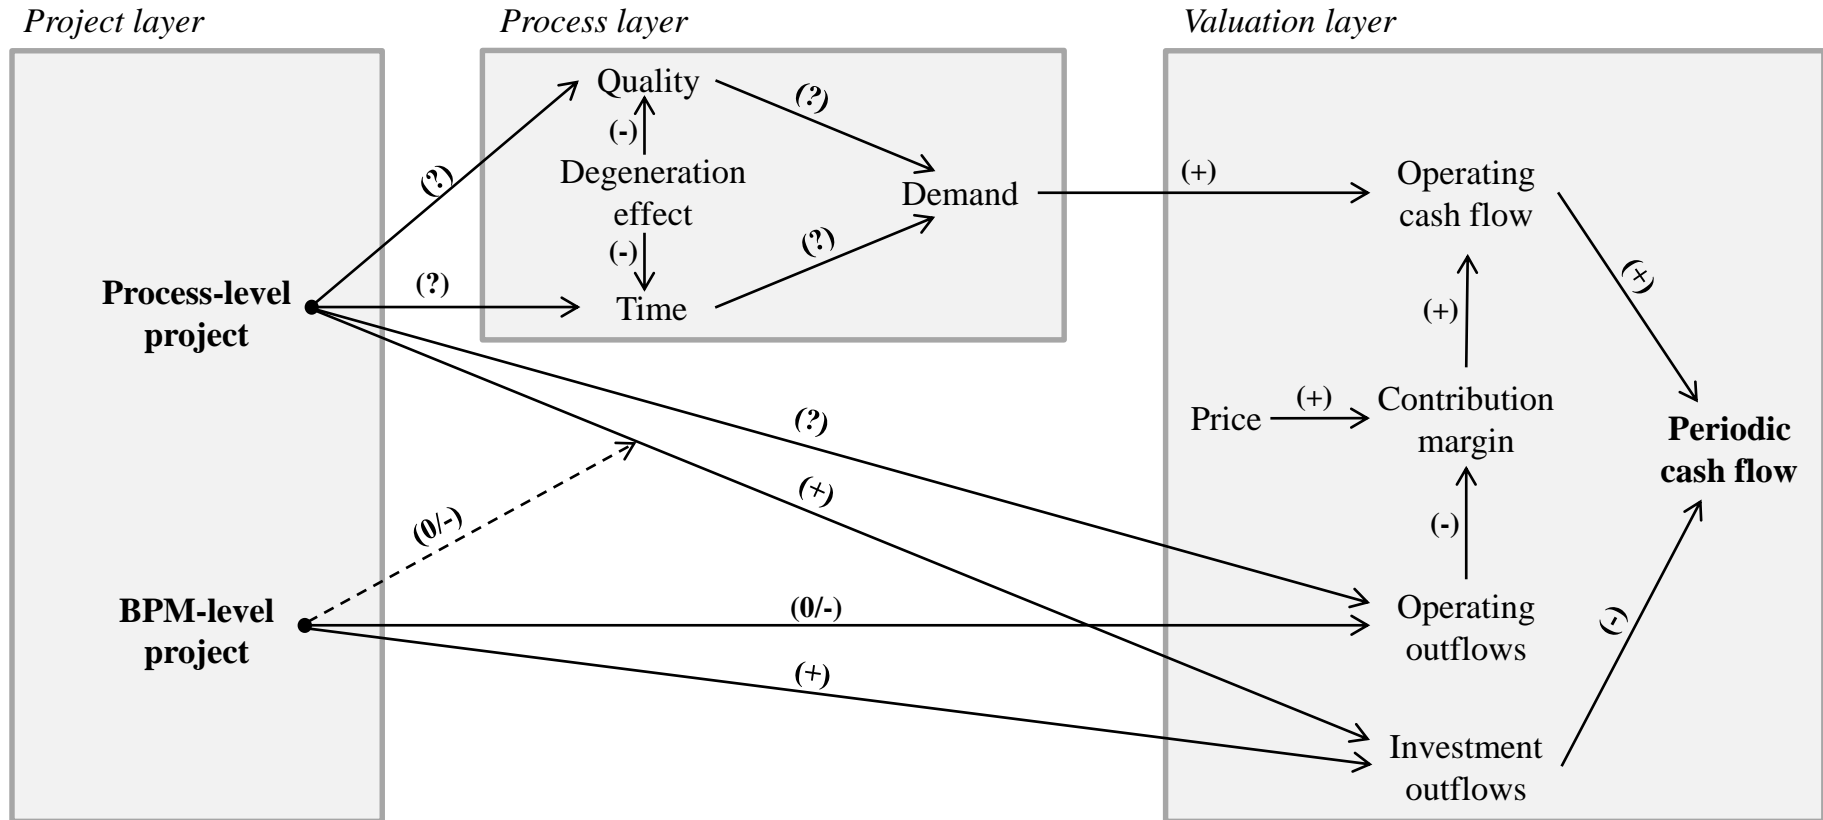 Project layer
Process layer
Valuation layer
Quality
(?)
(-)
(?)
Degeneration
effect
Demand
(+)
Operating
cash flow
(-)
(?)
(?)
Time
(+)
Process-level
project
(+)
Price
(+)
Contribution
margin
(?)
Periodic
cash flow
(+)
(0/-)
(-)
BPM-level
project
(0/-)
Operating
outflows
(-)
(+)
Investment
outflows